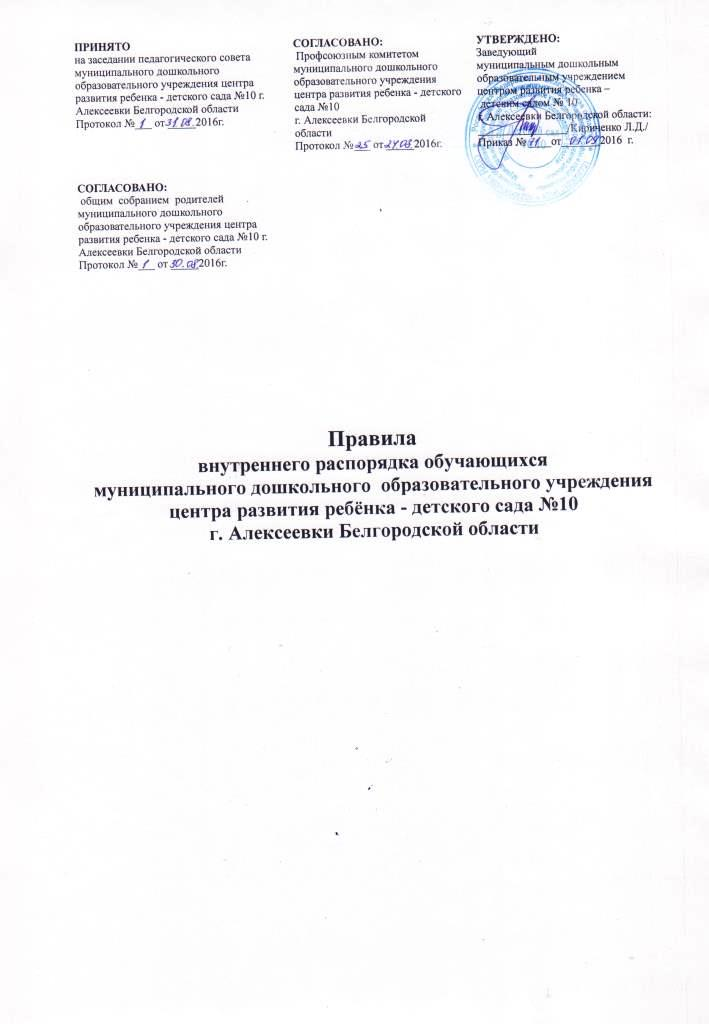 ПРИНЯТО
на заседании педагогического совета
муниципального дошкольного
образовательного учреждения центра
развития ребенка - детского сада №10 г.
Алексеевки Белгородской области
Протокол № 1 от 31.08 2016г.
СОГЛАСОВАНО:
Профсоюзным комитетом
муниципального дошкольного
образовательного учреждения
центра развития ребенка - детского
сада №10
г. Алексеевки Белгородской
области
Протокол № 25 от 24.08 2016г.
УТВЕРЖДЕНО:
Заведующий
муниципальным дошкольным
образовательным учреждением
центром развития ребенка –
детским садом № 10
г. Алексеевки Белгородской области:
/Кириченко Л.Д./
Приказ № от 01.09 2016 г.
СОГЛАСОВАНО:
общим собранием родителей
муниципального дошкольного
образовательного учреждения центра
развития ребенка - детского сада №10 г.
Алексеевки Белгородской области
Протокол № 1 от 30.08 2016г.
Правила
внутреннего распорядка обучающихся
муниципального дошкольного образовательного учреждения
центра развития ребёнка - детского сада №10
г. Алексеевки Белгородской области